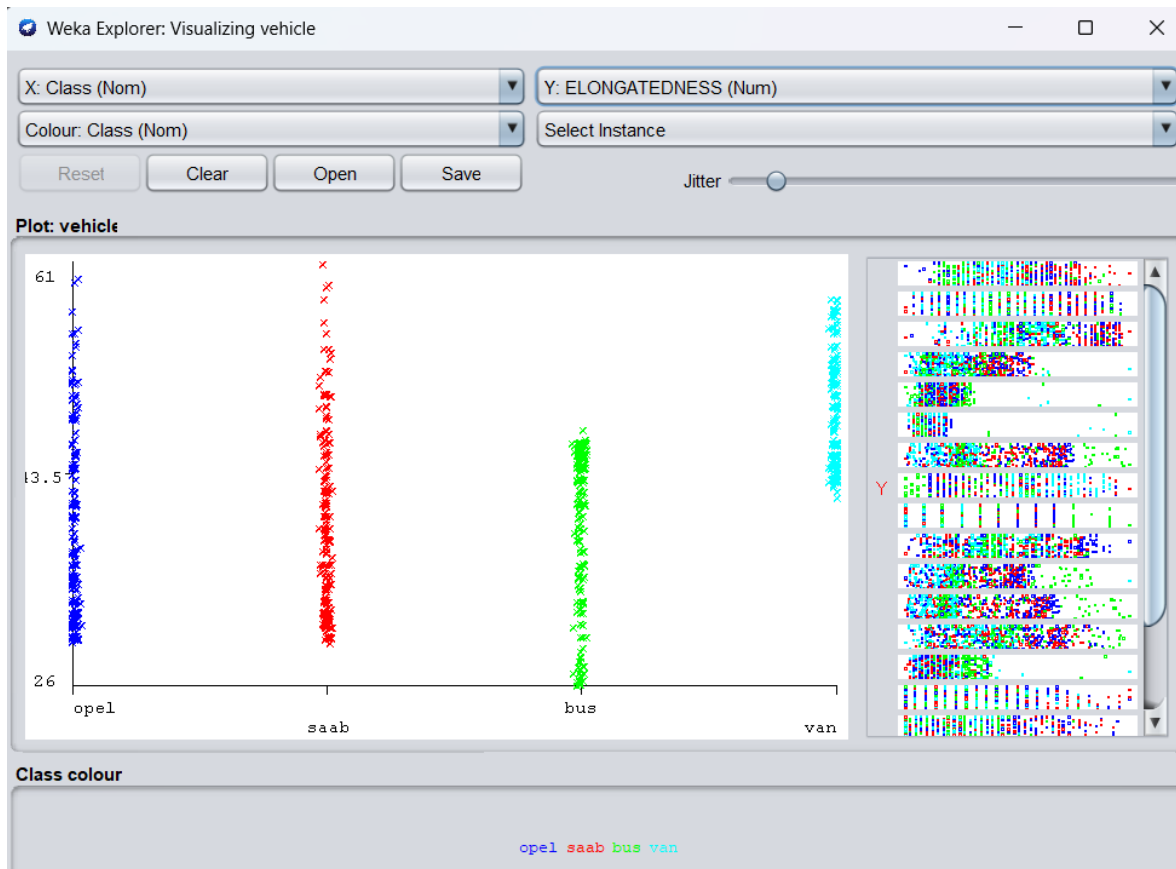 Weka Explorer: Visualizing vehicle
X: Class (Nom)
Y: ELONGATEDNESS (Num)
Colour: Class (Nom)
Select Instance
Reset
Clear
Open
Save
Jitter
Plot: vehicle
61
13.5
26
opel
saab
bus
van
Y
Class colour
opel saab bus van